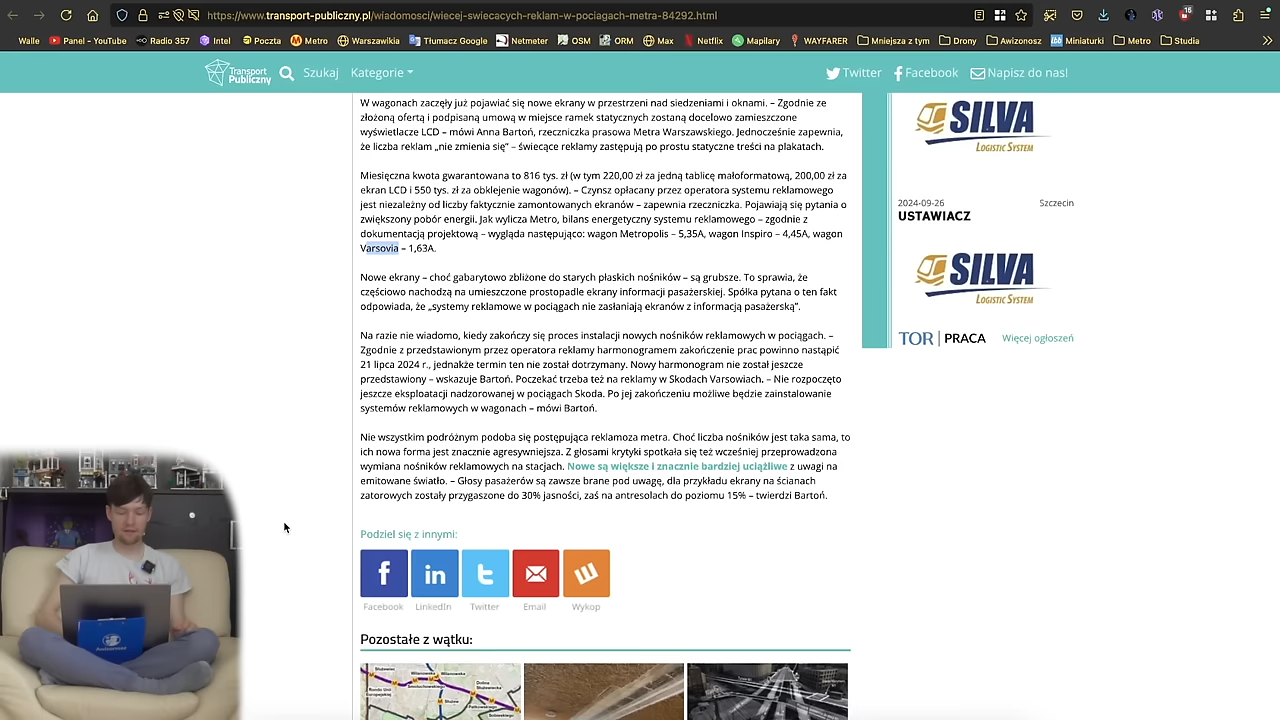 https://www.transport-publiczny.pl/wiadomosci/wiecej-swiecacych-reklam-w-pociagach-metra-84292.html
15
Walle Panel - YouTube Radio 357 Intel Poczta Metro Warszawikia Tłumacz Google Netmeter OSM ORM Max Netflix Mapilary WAYFARER Mniejsza z tym Drony Awizonosz Miniaturki Metro Studia
Transport Publiczny Szukaj Kategorie Twitter Facebook Napisz do nas!
W wagonach zaczęły już pojawiać się nowe ekrany w przestrzeni nad siedzeniami i oknami. – Zgodnie ze
złożoną ofertą i podpisaną umową w miejsce ramek statycznych zostaną docelowo zamieszczone
wyświetlacze LCD – mówi Anna Bartoń, rzeczniczka prasowa Metra Warszawskiego. Jednocześnie zapewnia,
że liczba reklam „nie zmienia się” – świecące reklamy zastępują po prostu statyczne treści na plakatach.
Miesięczna kwota gwarantowana to 816 tys. zł (w tym 220,00 zł za jedną tablicę małoformatową, 200,00 zł za
ekran LCD i 550 tys. zł za obklejenie wagonów). – Czynsz opłacany przez operatora systemu reklamowego
jest niezależny od liczby faktycznie zamontowanych ekranów – zapewnia rzeczniczka. Pojawiają się pytania o
zwiększony pobór energii. Jak wylicza Metro, bilans energetyczny systemu reklamowego – zgodnie z
dokumentacją projektową – wygląda następująco: wagon Metropolis – 5,35A, wagon Inspiro – 4,45A, wagon
Varsovia – 1,63A.
Nowe ekrany – choć gabarytowo zbliżone do starych płaskich nośników – są grubsze. To sprawia, że
częściowo nachodzą na umieszczone prostopadle ekrany informacji pasażerskiej. Spółka pytana o ten fakt
odpowiada, że „systemy reklamowe w pociągach nie zasłaniają ekranów z informacją pasażerską”.
Na razie nie wiadomo, kiedy zakończy się proces instalacji nowych nośników reklamowych w pociągach. –
Zgodnie z przedstawionym przez operatora reklamy harmonogramem zakończenie prac powinno nastąpić
21 lipca 2024 r., jednakże termin ten nie został dotrzymany. Nowy harmonogram nie został jeszcze
przedstawiony – wskazuje Bartoń. Poczekać trzeba też na reklamy w Skodach Varsowiach. – Nie rozpoczęto
jeszcze eksploatacji nadzorowanej w pociągach Skoda. Po jej zakończeniu możliwe będzie zainstalowanie
systemów reklamowych w wagonach – mówi Bartoń.
Nie wszystkim podróżnym podoba się postępująca reklamoza metra. Choć liczba nośników jest taka sama, to
ich nowa forma jest znacznie agresywniejsza. Z głosami krytyki spotkała się też wcześniej przeprowadzona
wymiana nośników reklamowych na stacjach. Nowe są większe i znacznie bardziej uciążliwe z uwagi na
emitowane światło. – Głosy pasażerów są zawsze brane pod uwagę, dla przykładu ekrany na ścianach
zatorowych zostały przygaszone do 30% jasności, zaś na antresolach do poziomu 15% – twierdzi Bartoń.
Podziel się z innymi:
Facebook LinkedIn Twitter Email Wykop
Pozostałe z wątku:
SILVA
LOGISTIC SYSTEM
2024-09-26 Szczecin
USTAWIACZ
SILVA
LOGISTIC SYSTEM
TOR | PRACA Więcej ogłoszeń